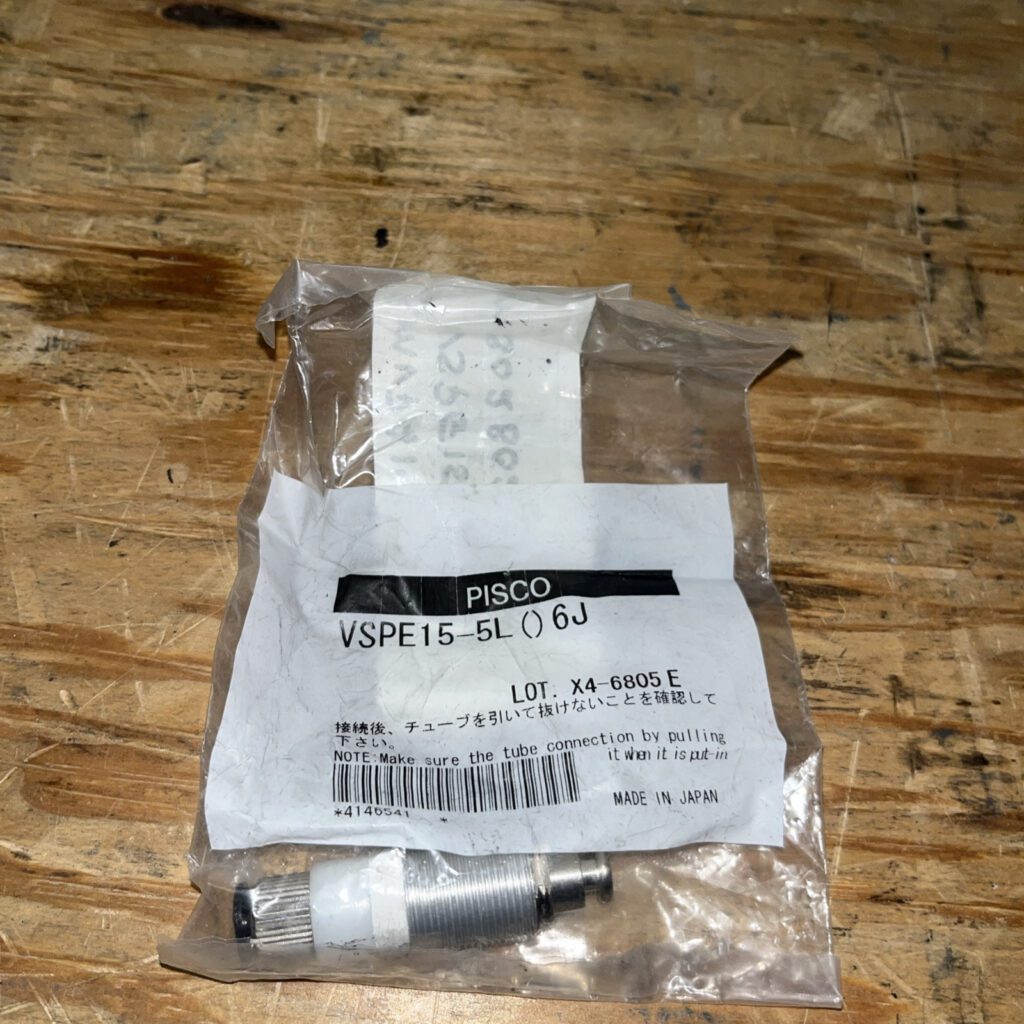 PISCO
VSPE15-5L()6J
LOT. X4-6805E
接続後、チューブを引いて抜けないことを確認して
下さい。
NOTE:Make sure the tube connection by pulling
it when it is put-in
*4146541 *
MADE IN JAPAN